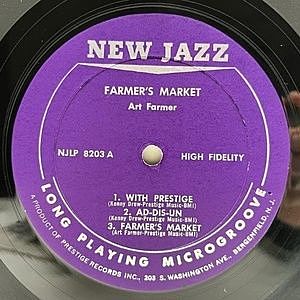 NEW JAZZ
FARMER'S MARKET
Art Farmer
NJLP 8203 A
HIGH FIDELITY
1. WITH PRESTIGE
(Kenny Drew-Prestige Music-BMI)
2. AD-DIS-UN
(Kenny Drew-Prestige Music-BMI)
3. FARMER'S MARKET
(Art Farmer-Prestige Music-BMI)
LONG PLAYING MICROGROOVE
A PRODUCT OF PRESTIGE RECORDS INC., 203 S. WASHINGTON AVE., BERGENFIELD, N. J.